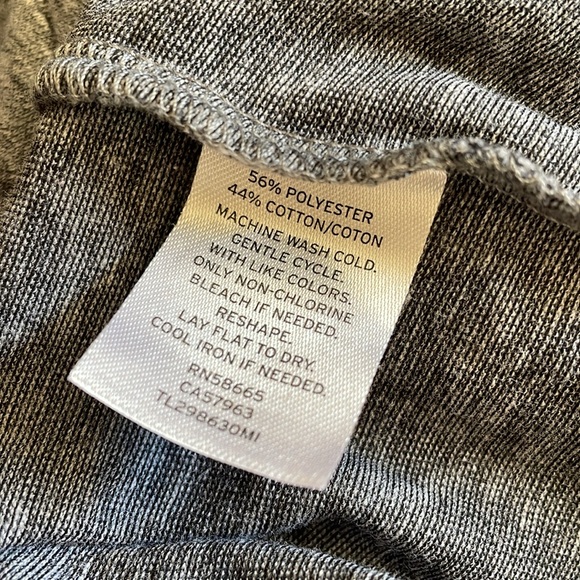 56% POLYESTER
44% COTTON/COTON
MACHINE WASH COLD.
GENTLE CYCLE.
WITH LIKE COLORS.
ONLY NON-CHLORINE
BLEACH IF NEEDED.
RESHAPE.
LAY FLAT TO DRY.
COOL IRON IF NEEDED.
RN58665
CA57963
TL298630MI